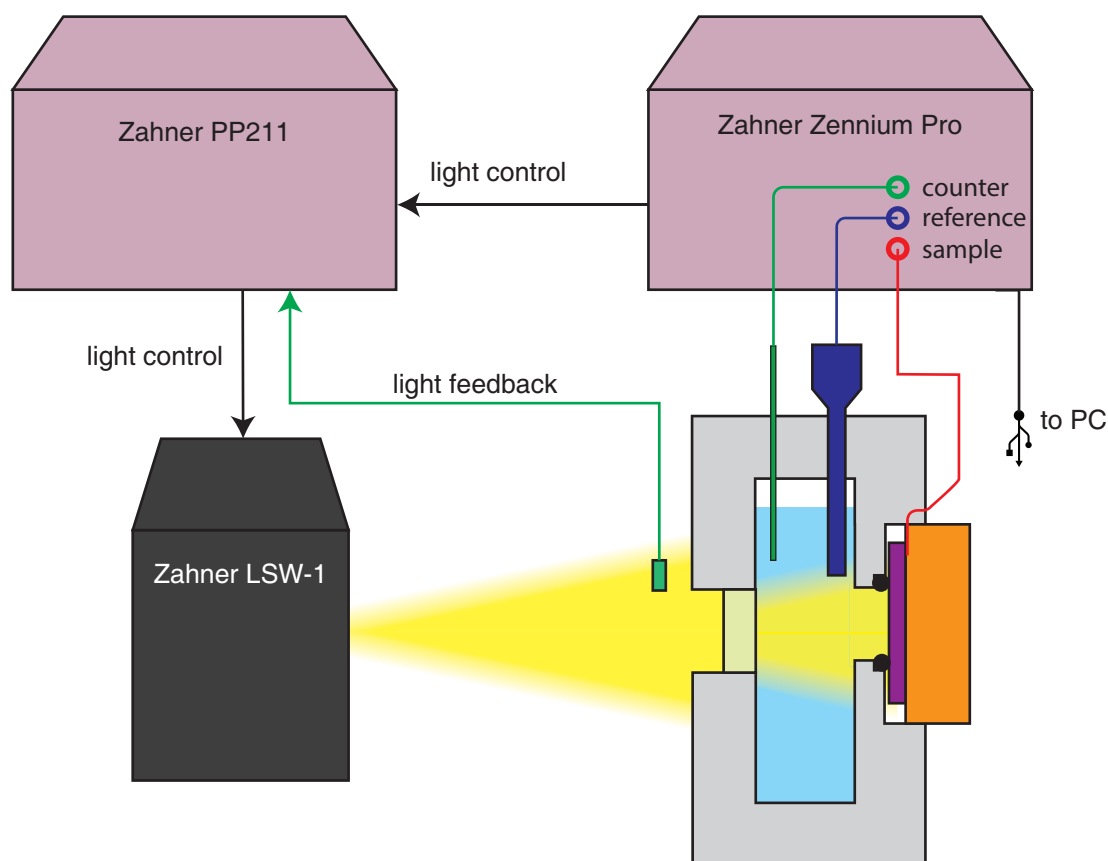 Zahner PP211
Zahner Zennium Pro
light control
counter
reference
sample
light control
light feedback
to PC
Zahner LSW-1